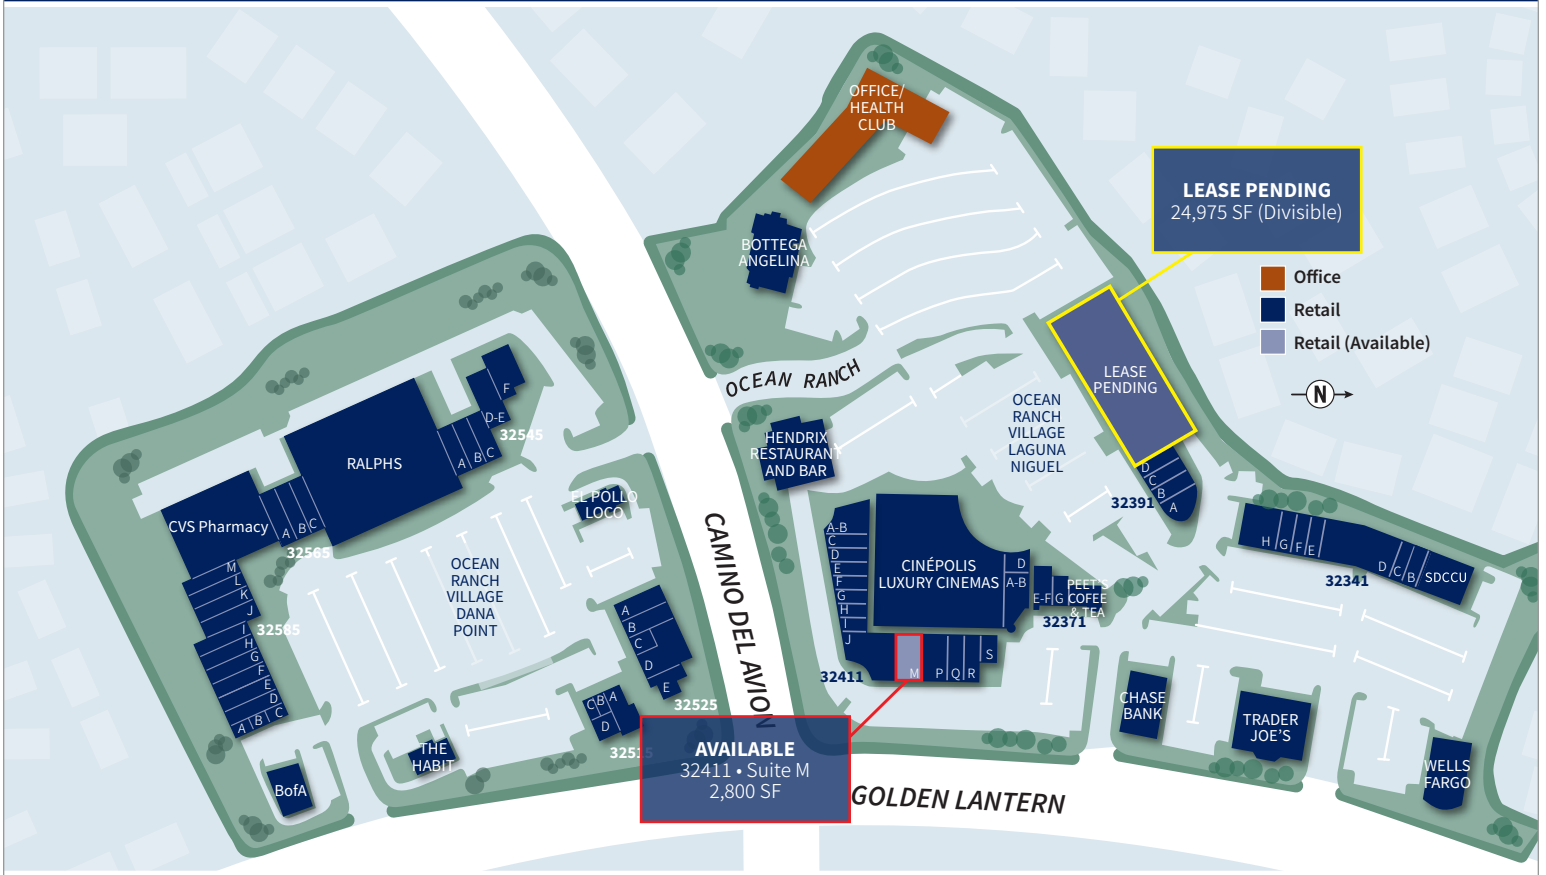 OFFICE/
HEALTH
CLUB
LEASE PENDING
24,975 SF (Divisible)
BOTTEGA
ANGELINA
Office
Retail
Retail (Available)
N
LEASE
PENDING
OCEAN RANCH
OCEAN
RANCH
VILLAGE
LAGUNA
NIGUEL
HENDRIX
RESTAURANT
AND BAR
F
D-E
32545
A B C
RALPHS
CVS Pharmacy
A B C
32565
EL POLLO
LOCO
D
C
B
A
32391
CAMINO DEL AVION
A-B
C
D
E
F
G
H
I
J
CINÉPOLIS
LUXURY CINEMAS
D
A-B
E-F G
PEET'S
COFEE
& TEA
32371
H G F E
D C B SDCCU
32341
OCEAN
RANCH
VILLAGE
DANA
POINT
M
L
K
J
I
32585
H
G
F
E
D
C
A B
A
B
C
D
E
32525
C B A
D
32515
32411
M P Q R S
CHASE
BANK
TRADER
JOE'S
WELLS
FARGO
THE
HABIT
BofA
AVAILABLE
32411 • Suite M
2,800 SF
GOLDEN LANTERN